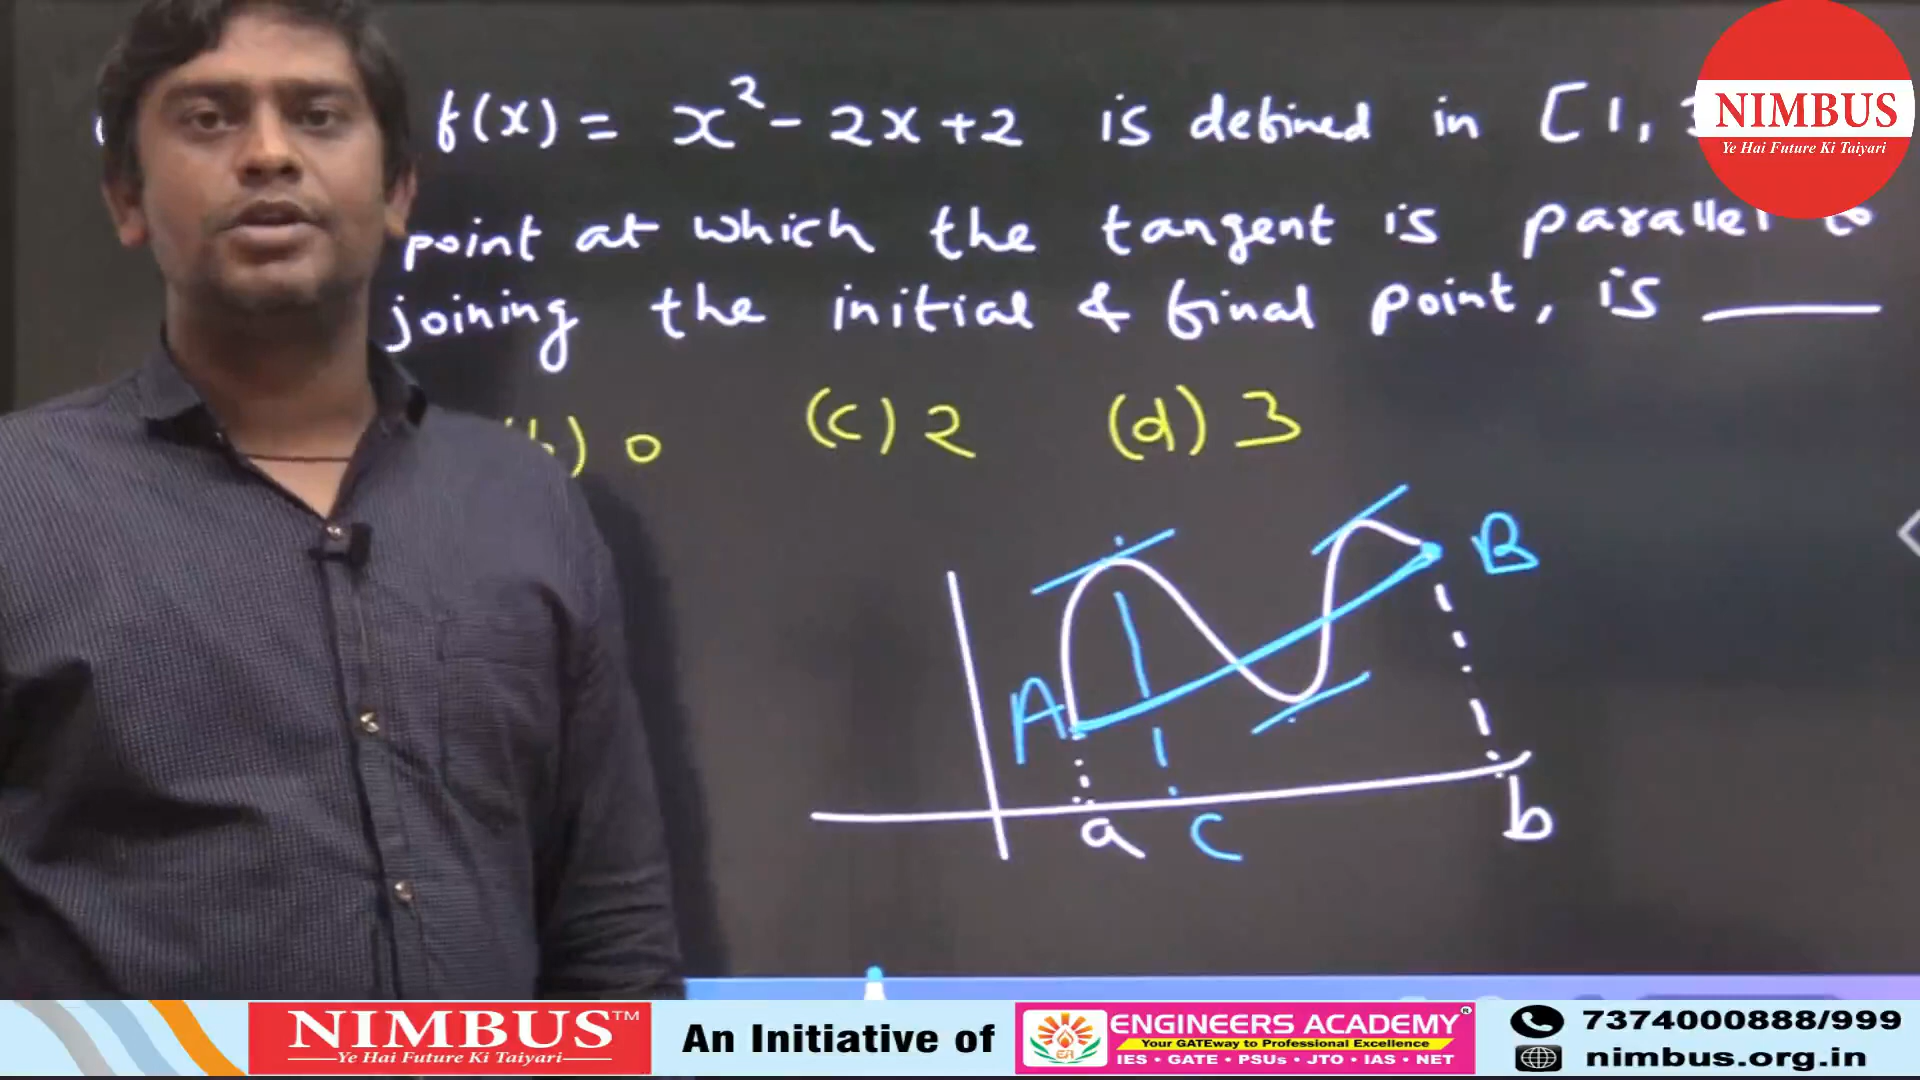 f(x) = x² - 2x + 2 is defined in [1,
point at which the tangent is parallel to
joining the initial & final point, is ______
(b) 0 (c) 2 (d) 3
A
B
a
c
b
NIMBUS
Ye Hai Future Ki Taiyari
NIMBUS™
Ye Hai Future Ki Taiyari
An Initiative of
ENGINEERS ACADEMY®
Your GATEway to Professional Excellence
IES • GATE • PSUs • JTO • IAS • NET
7374000888/999
nimbus.org.in